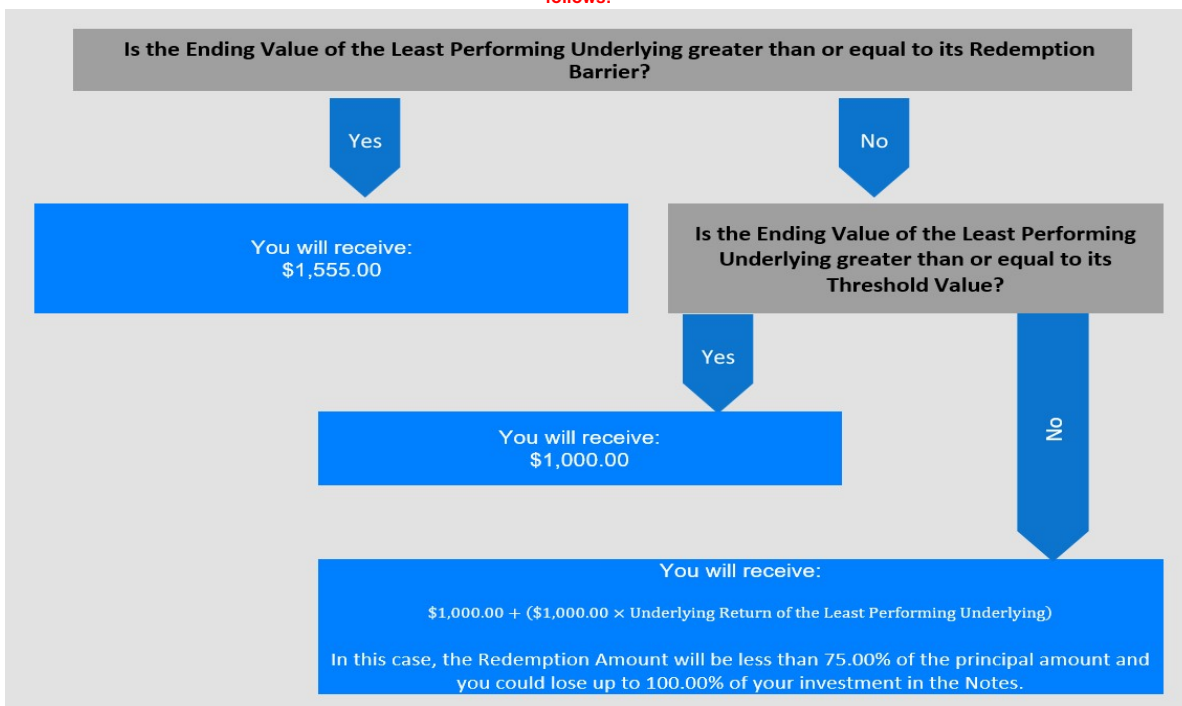 follows:
Is the Ending Value of the Least Performing Underlying greater than or equal to its Redemption
Barrier?
Yes
No
You will receive:
$1,555.00
Is the Ending Value of the Least Performing
Underlying greater than or equal to its
Threshold Value?
Yes
No
You will receive:
$1,000.00
You will receive:
$1,000.00 + ($1,000.00 × Underlying Return of the Least Performing Underlying)
In this case, the Redemption Amount will be less than 75.00% of the principal amount and
you could lose up to 100.00% of your investment in the Notes.